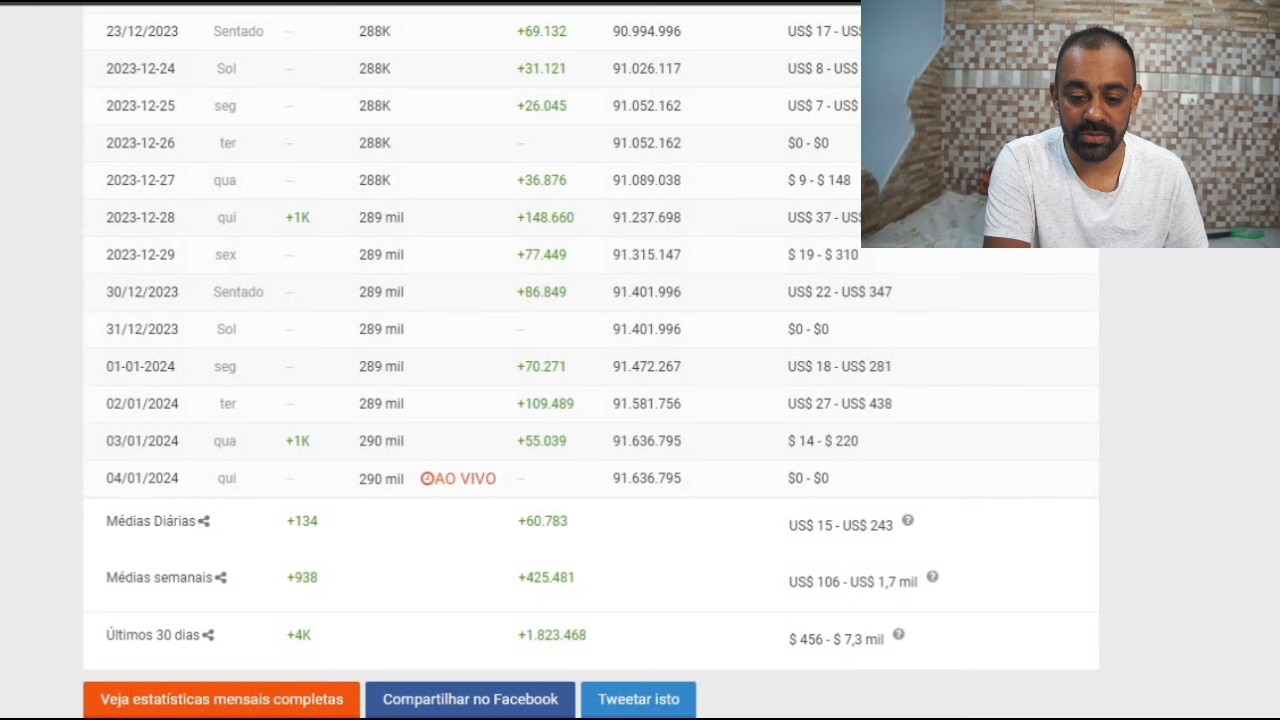 23/12/2023 Sentado – 288K +69.132 90.994.996 US$ 17 - US$
2023-12-24 Sol – 288K +31.121 91.026.117 US$ 8 - US$
2023-12-25 seg – 288K +26.045 91.052.162 US$ 7 - US$
2023-12-26 ter – 288K – 91.052.162 $0 - $0
2023-12-27 qua – 288K +36.876 91.089.038 $ 9 - $ 148
2023-12-28 qui +1K 289 mil +148.660 91.237.698 US$ 37 - US$
2023-12-29 sex – 289 mil +77.449 91.315.147 $ 19 - $ 310
30/12/2023 Sentado – 289 mil +86.849 91.401.996 US$ 22 - US$ 347
31/12/2023 Sol – 289 mil – 91.401.996 $0 - $0
01-01-2024 seg – 289 mil +70.271 91.472.267 US$ 18 - US$ 281
02/01/2024 ter – 289 mil +109.489 91.581.756 US$ 27 - US$ 438
03/01/2024 qua +1K 290 mil +55.039 91.636.795 $ 14 - $ 220
04/01/2024 qui – 290 mil AO VIVO – 91.636.795 $0 - $0
Médias Diárias +134 +60.783 US$ 15 - US$ 243 ?
Médias semanais +938 +425.481 US$ 106 - US$ 1,7 mil ?
Últimos 30 dias +4K +1.823.468 $ 456 - $ 7,3 mil ?
Veja estatísticas mensais completas Compartilhar no Facebook Tweetar isto